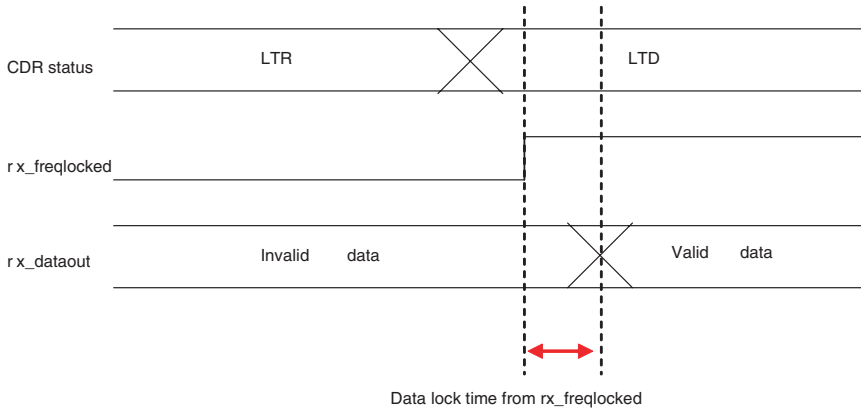 LTR
LTD
CDR status
r x_freqlocked
Invalid data
Valid data
r x_dataout
Data lock time from rx_freqlocked